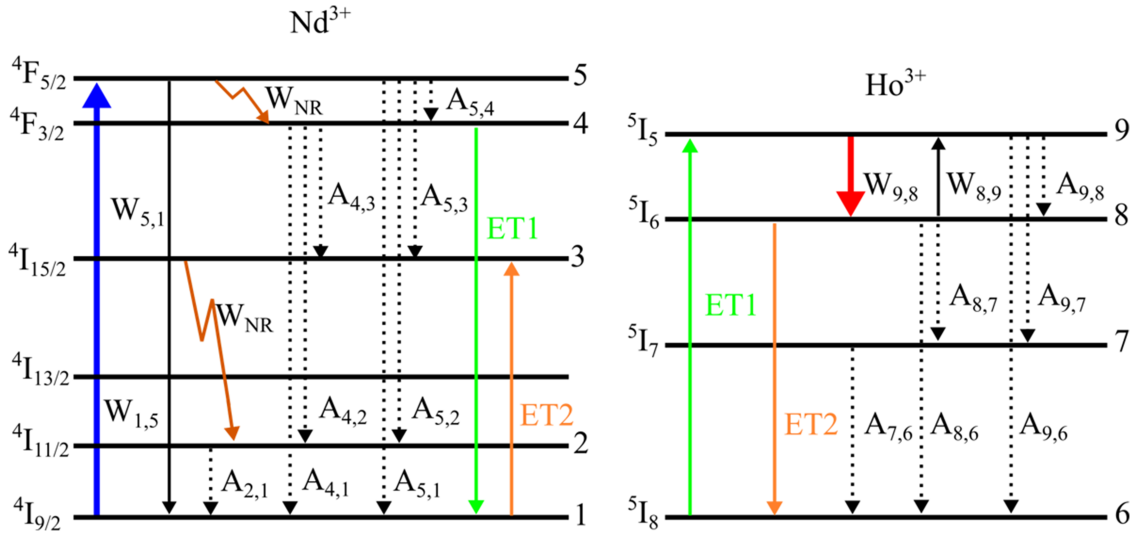 Nd³⁺
⁴F₅/₂ 5
W_NR A₅,₄
⁴F₃/₂ 4
W₅,₁ A₄,₃ A₅,₃ ET1
⁴I₁₅/₂ 3
W_NR
⁴I₁₃/₂
W₁,₅ A₄,₂ A₅,₂ ET2
⁴I₁₁/₂ 2
A₂,₁ A₄,₁ A₅,₁
⁴I₉/₂ 1
Ho³⁺
⁵I₅ 9
W₉,₈ W₈,₉ A₉,₈
⁵I₆ 8
ET1 A₈,₇ A₉,₇
⁵I₇ 7
ET2 A₇,₆ A₈,₆ A₉,₆
⁵I₈ 6